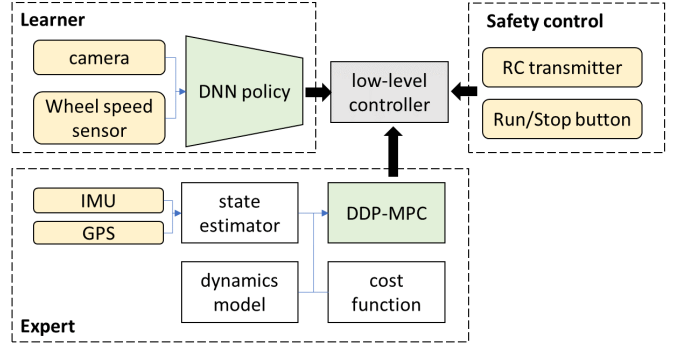 Learner
camera
Wheel speed
sensor
DNN policy
low-level
controller
Safety control
RC transmitter
Run/Stop button
IMU
GPS
state
estimator
DDP-MPC
dynamics
model
cost
function
Expert